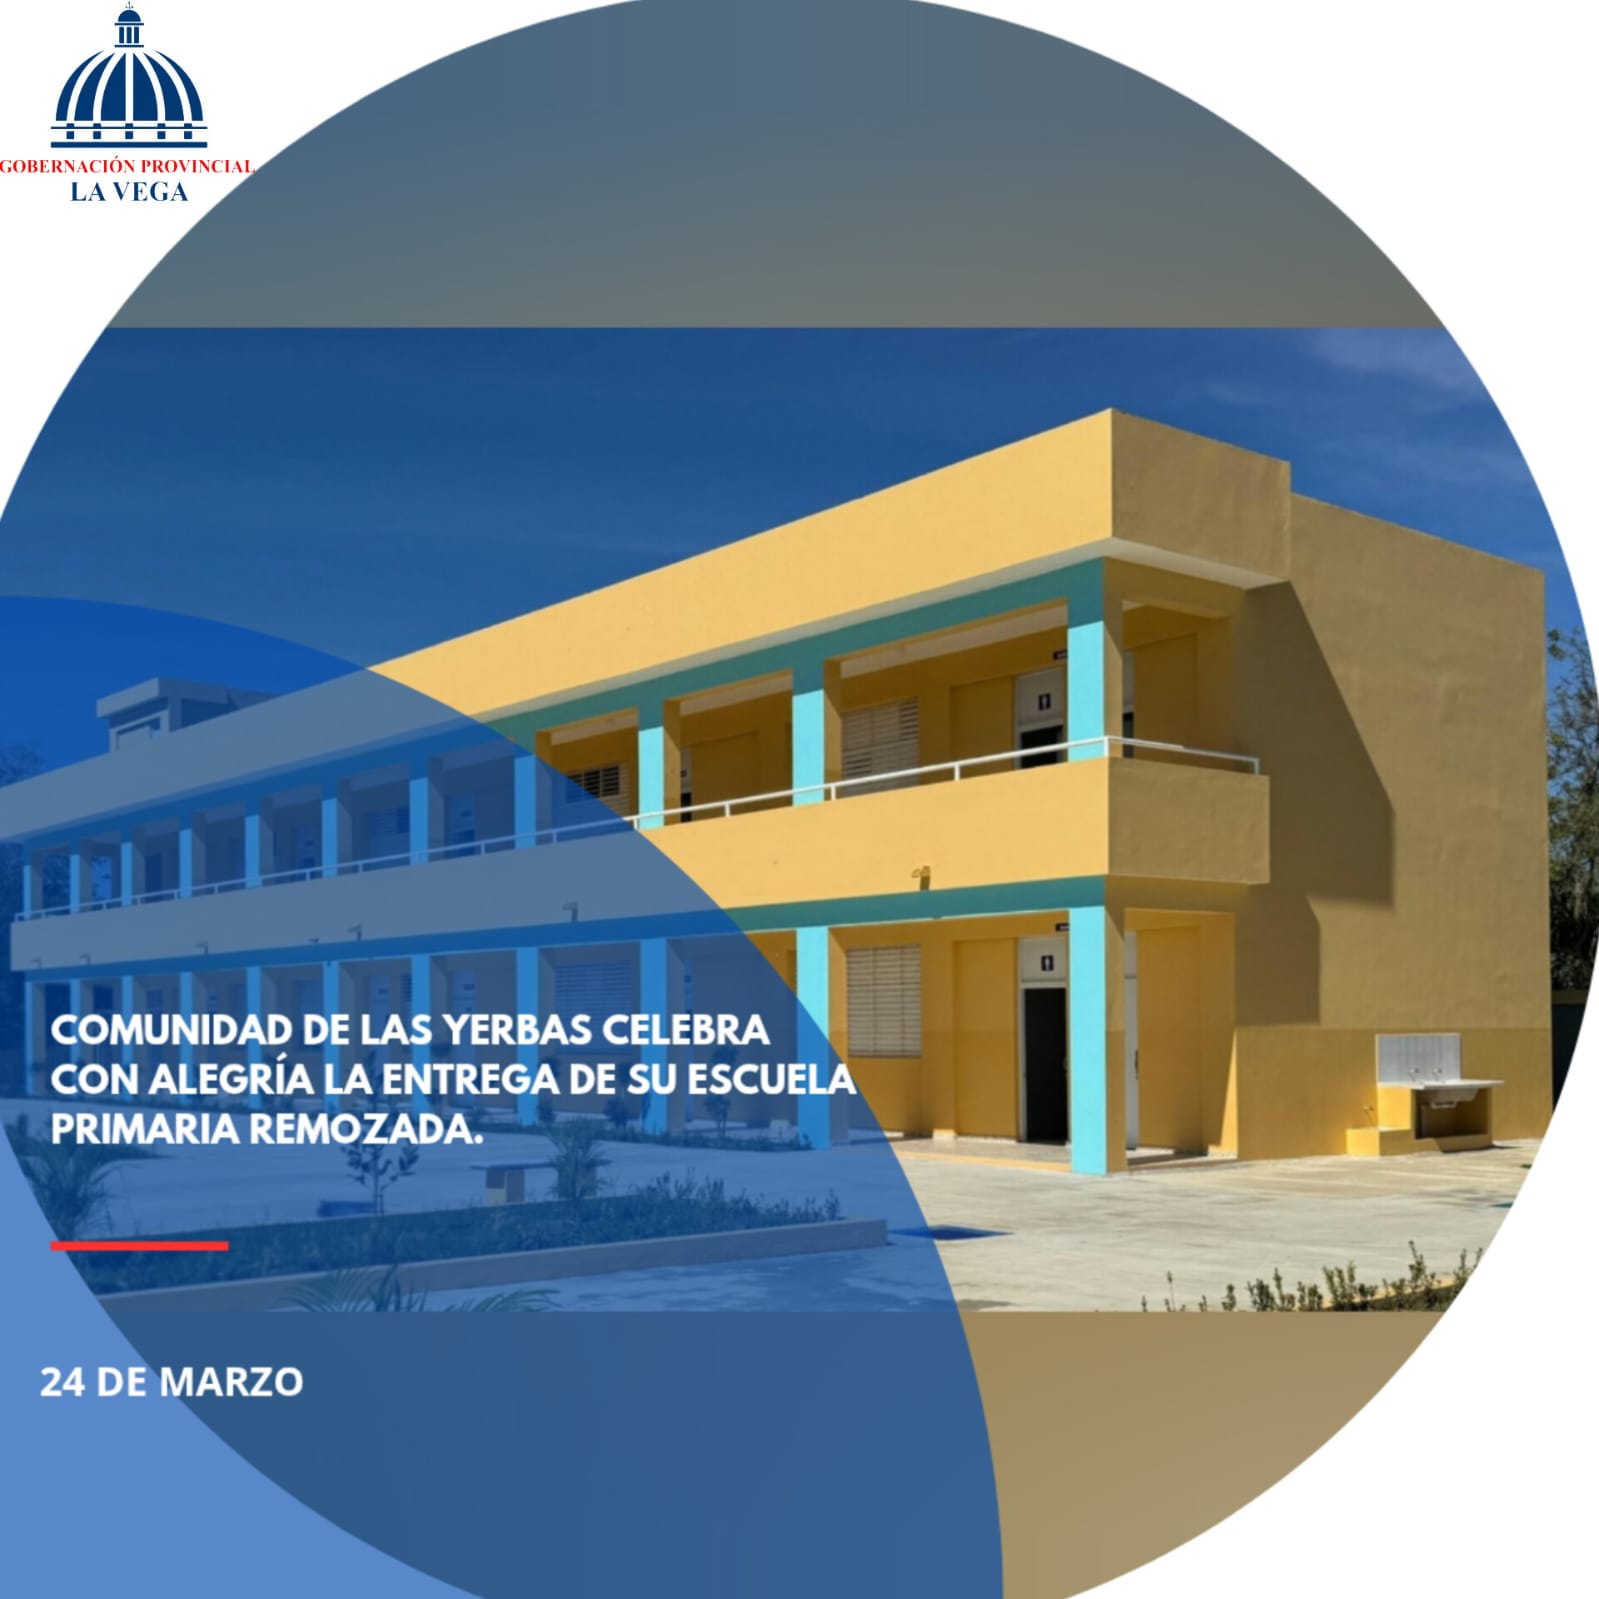 GOBERNACIÓN PROVINCIAL
LA VEGA
COMUNIDAD DE LAS YERBAS CELEBRA
CON ALEGRÍA LA ENTREGA DE SU ESCUELA
PRIMARIA REMOZADA.
24 DE MARZO